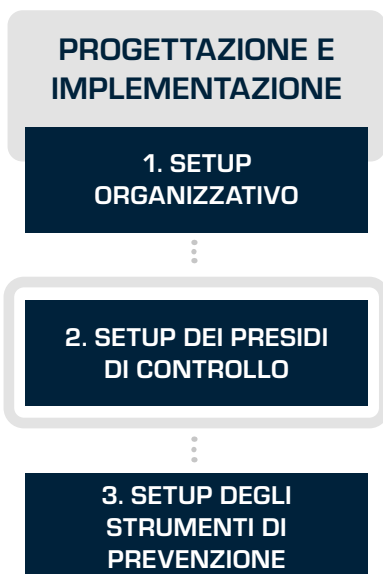 PROGETTAZIONE E
IMPLEMENTAZIONE
1. SETUP
ORGANIZZATIVO
2. SETUP DEI PRESIDI
DI CONTROLLO
3. SETUP DEGLI
STRUMENTI DI
PREVENZIONE